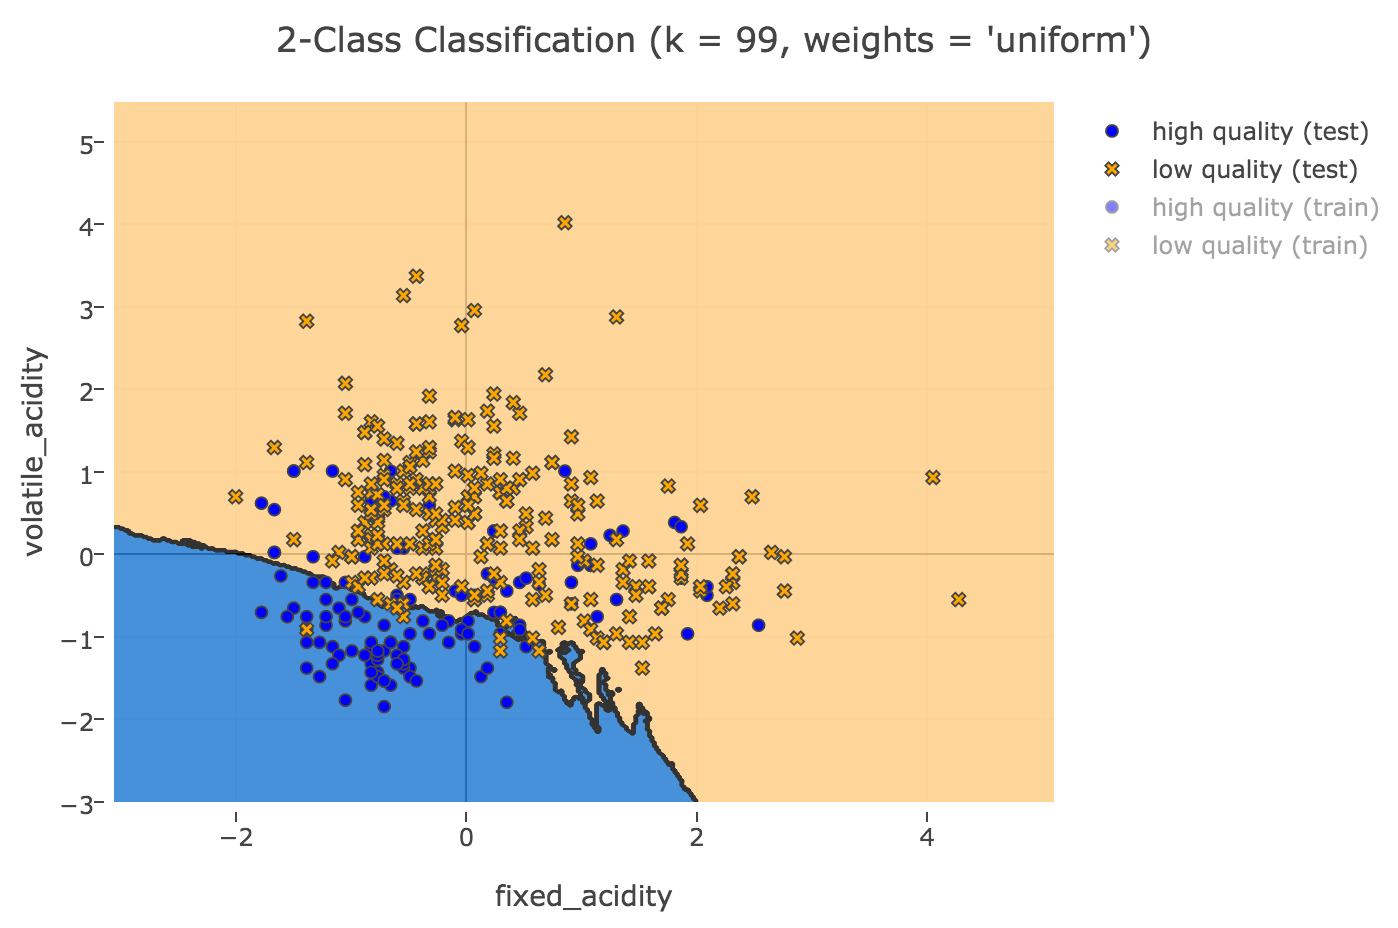 2-Class Classification (k = 99, weights = 'uniform')
high quality (test)
low quality (test)
high quality (train)
low quality (train)
5
4
3
2
1
0
−1
−2
−3
volatile_acidity
−2
0
2
4
fixed_acidity